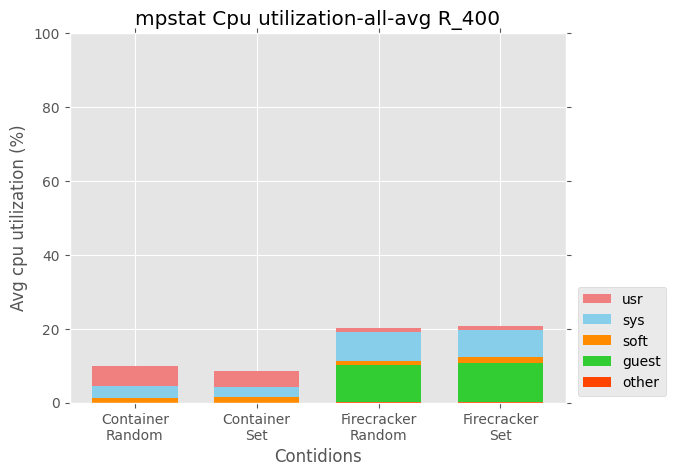 mpstat Cpu utilization-all-avg R_400
100
80
60
40
20
0
Avg cpu utilization (%)
Container
Random
Container
Set
Firecracker
Random
Firecracker
Set
Contidions
usr
sys
soft
guest
other